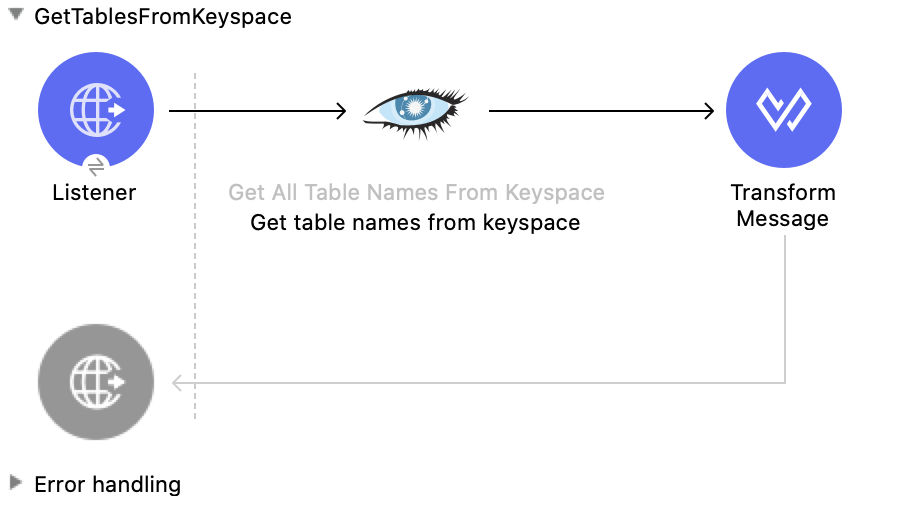 GetTablesFromKeyspace
Listener
Get All Table Names From Keyspace
Get table names from keyspace
Transform
Message
Error handling